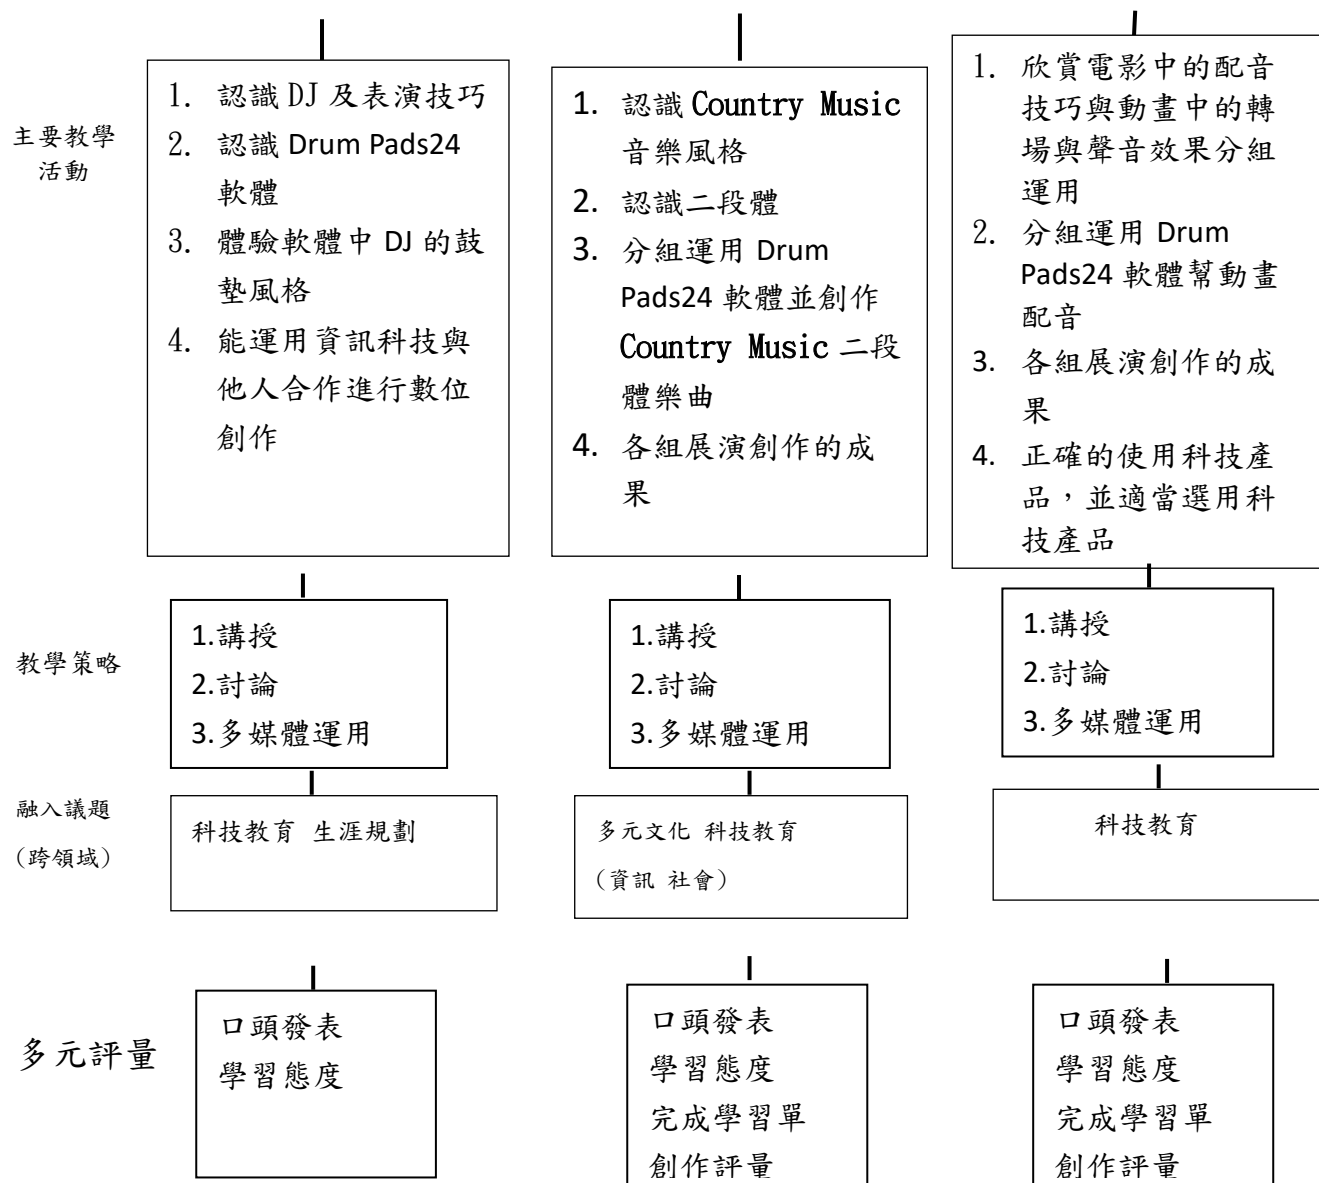 主要教學
活動
1. 認識 DJ 及表演技巧
2. 認識 Drum Pads24
軟體
3. 體驗軟體中 DJ 的鼓
墊風格
4. 能運用資訊科技與
他人合作進行數位
創作
1. 認識 Country Music
音樂風格
2. 認識二段體
3. 分組運用 Drum
Pads24 軟體並創作
Country Music 二段
體樂曲
4. 各組展演創作的成
果
1. 欣賞電影中的配音
技巧與動畫中的轉
場與聲音效果分組
運用
2. 分組運用 Drum
Pads24 軟體幫動畫
配音
3. 各組展演創作的成
果
4. 正確的使用科技產
品，並適當選用科
技產品
教學策略
1.講授
2.討論
3.多媒體運用
1.講授
2.討論
3.多媒體運用
1.講授
2.討論
3.多媒體運用
融入議題
（跨領域）
科技教育 生涯規劃
多元文化 科技教育
（資訊 社會）
科技教育
多元評量
口頭發表
學習態度
口頭發表
學習態度
完成學習單
創作評量
口頭發表
學習態度
完成學習單
創作評量